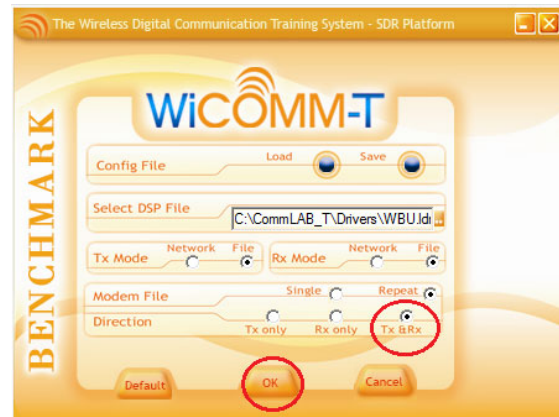 The Wireless Digital Communication Training System - SDR Platform
WiCOMM-T
BENCHMARK
Config File Load Save
Select DSP File C:\CommLAB_T\Drivers\WBU.ldr
Tx Mode Network File Rx Mode Network File
Modem File Single Repeat
Direction Tx only Rx only Tx &Rx
Default OK Cancel